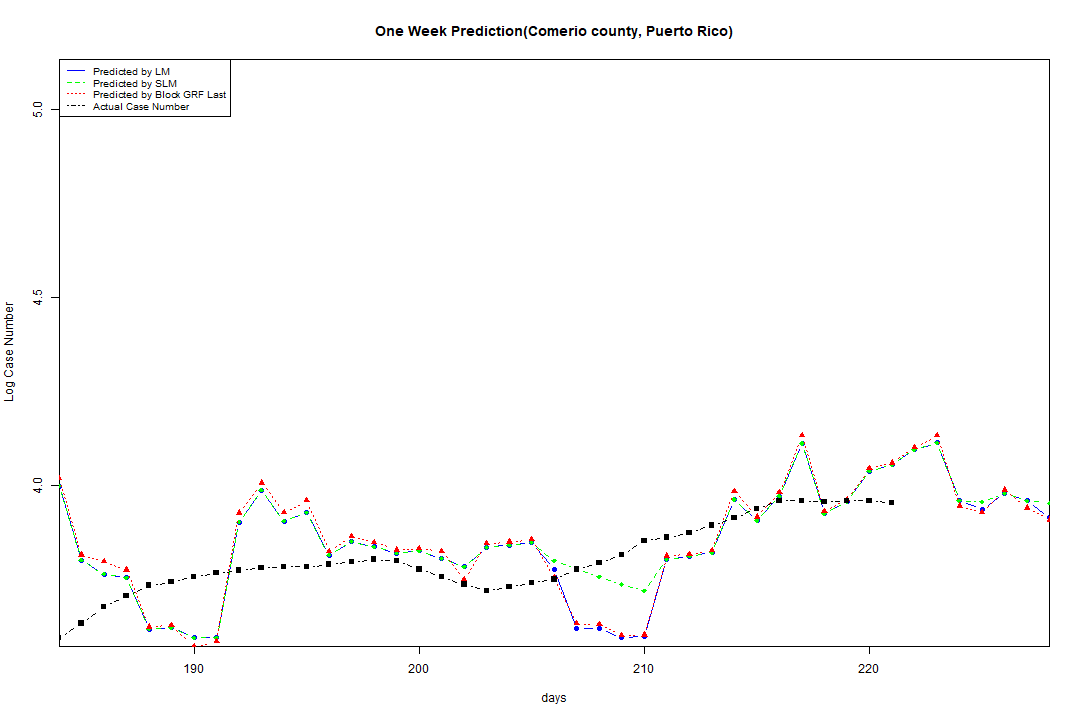 One Week Prediction(Comerio county, Puerto Rico)
Predicted by LM
Predicted by SLM
Predicted by Block GRF Last
Actual Case Number
5.0
4.5
4.0
Log Case Number
190 200 210 220
days